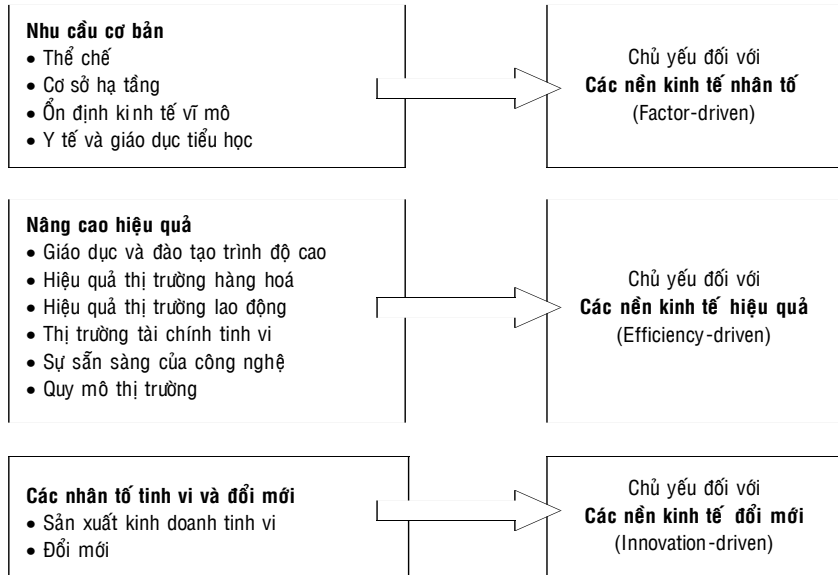 Nhu cầu cơ bản
• Thể chế
• Cơ sở hạ tầng
• Ổn định kinh tế vĩ mô
• Y tế và giáo dục tiểu học
Chủ yếu đối với
Các nền kinh tế nhân tố
(Factor-driven)
Nâng cao hiệu quả
• Giáo dục và đào tạo trình độ cao
• Hiệu quả thị trường hàng hoá
• Hiệu quả thị trường lao động
• Thị trường tài chính tinh vi
• Sự sẵn sàng của công nghệ
• Quy mô thị trường
Chủ yếu đối với
Các nền kinh tế hiệu quả
(Efficiency-driven)
Các nhân tố tinh vi và đổi mới
• Sản xuất kinh doanh tinh vi
• Đổi mới
Chủ yếu đối với
Các nền kinh tế đổi mới
(Innovation-driven)